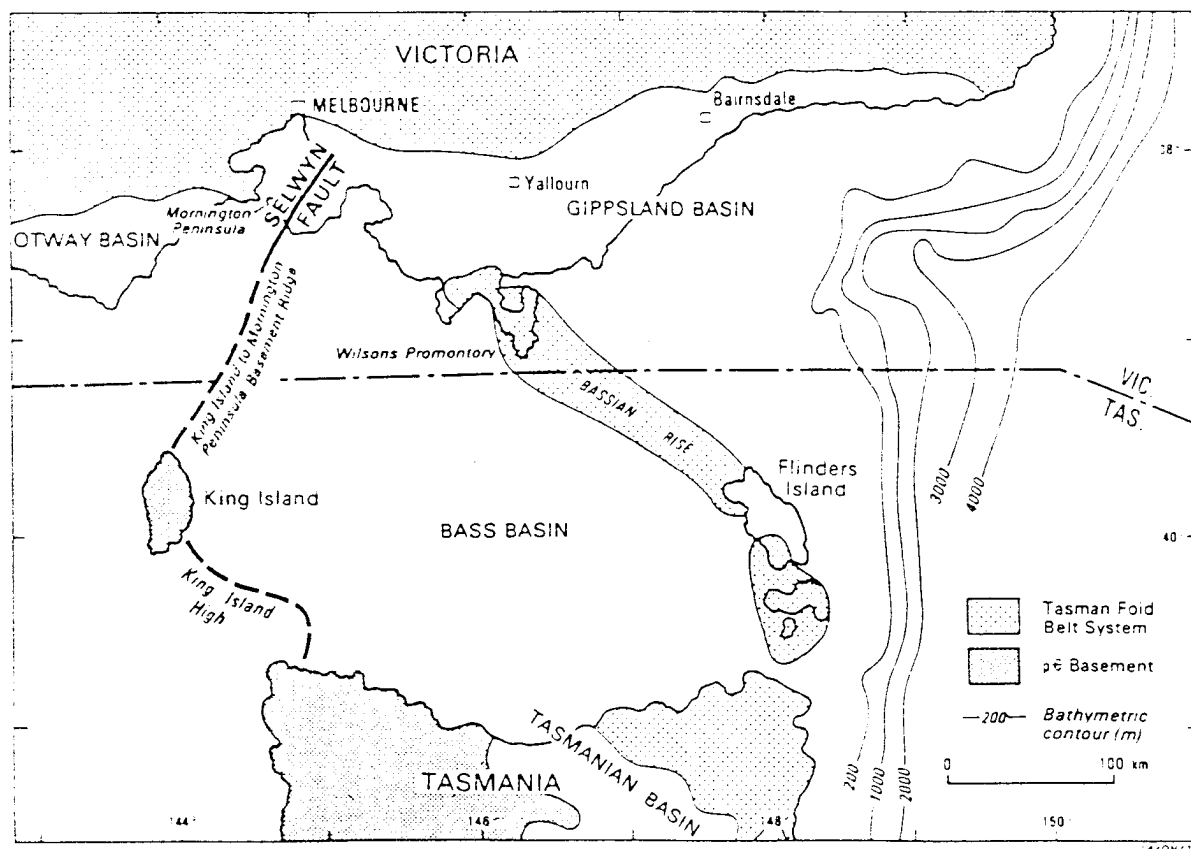 VICTORIA
MELBOURNE
Bairnsdale
38
SELWYN
FAULT
Yallourn
Mornington
Peninsula
GIPPSLAND BASIN
OTWAY BASIN
King Island to Mornington
Peninsula Basement Ridge
Wilsons Promontory
BASSIAN
RISE
VIC
TAS.
Flinders
Island
3000
4000
King Island
BASS BASIN
40
King Island
High
Tasman Fold
Belt System
p€ Basement
—200— Bathymetric
contour (m)
0 100 km
200
1000
2000
TASMANIAN
BASIN
TASMANIA
144
146
148
150